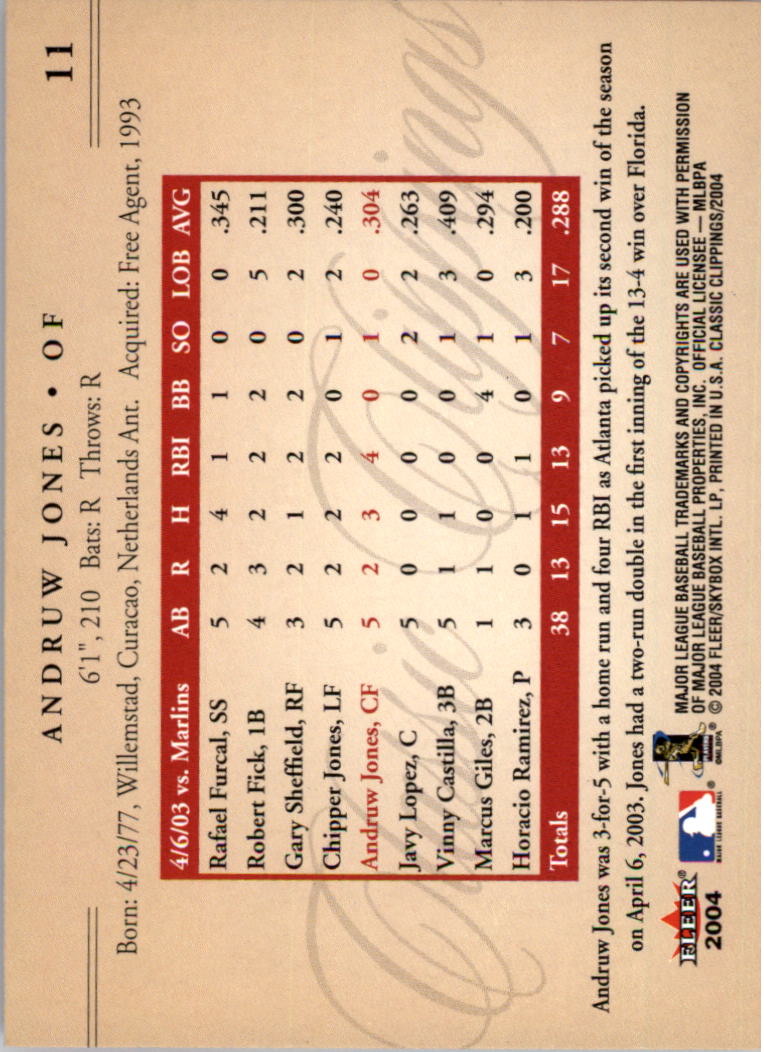 11
ANDRUW JONES • OF
6'1", 210 Bats: R Throws: R
Born: 4/23/77, Willemstad, Curacao, Netherlands Ant. Acquired: Free Agent, 1993
Classic Clippings
4/6/03 vs. Marlins AB R H RBI BB SO LOB AVG
Rafael Furcal, SS 5 2 4 1 1 0 0 .345
Robert Fick, 1B 4 3 2 2 2 0 5 .211
Gary Sheffield, RF 3 2 1 2 2 0 2 .300
Chipper Jones, LF 5 2 2 2 0 1 2 .240
Andruw Jones, CF 5 2 3 4 0 1 0 .304
Javy Lopez, C 5 0 0 0 0 2 2 .263
Vinny Castilla, 3B 5 1 1 0 0 1 3 .409
Marcus Giles, 2B 1 1 0 0 4 1 0 .294
Horacio Ramirez, P 3 0 1 1 0 1 3 .200
Totals 38 13 15 13 9 7 17 .288
Andruw Jones was 3-for-5 with a home run and four RBI as Atlanta picked up its second win of the season
on April 6, 2003. Jones had a two-run double in the first inning of the 13-4 win over Florida.
FLEER®
2004
®
MAJOR LEAGUE BASEBALL
®
©MLBPA
MAJOR LEAGUE BASEBALL TRADEMARKS AND COPYRIGHTS ARE USED WITH PERMISSION
OF MAJOR LEAGUE BASEBALL PROPERTIES, INC. OFFICIAL LICENSEE — MLBPA
© 2004 FLEER/SKYBOX INTL. LP, PRINTED IN U.S.A. CLASSIC CLIPPINGS/2004